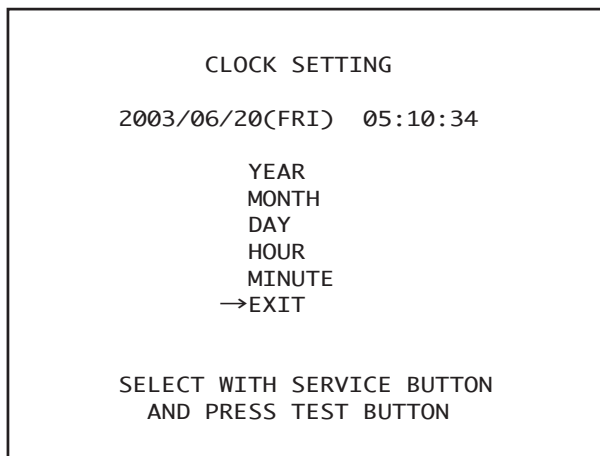 CLOCK SETTING
2003/06/20(FRI) 05:10:34
YEAR
MONTH
DAY
HOUR
MINUTE
→EXIT
SELECT WITH SERVICE BUTTON
AND PRESS TEST BUTTON